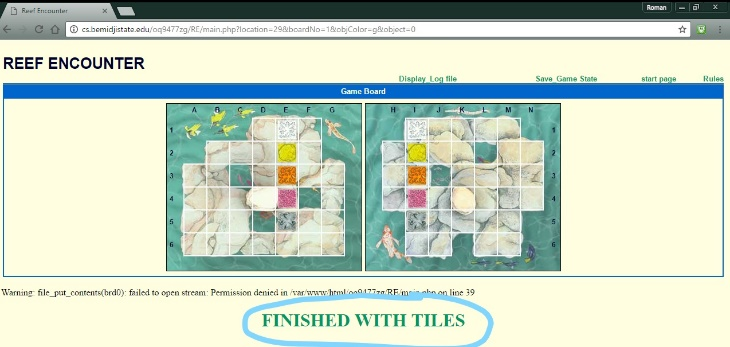 Reef Encounter
Roman
cs.bemidjistate.edu/oq9477zg/RE/main.php?location=29&boardNo=1&objColor=g&object=0
REEF ENCOUNTER
Display_Log file Save_Game State start page Rules
Game Board
A B C D E F G H I J K L M N
1 1
2 2
3 3
4 4
5 5
6 6
Warning: file_put_contents(brd0): failed to open stream: Permission denied in /var/www/html/oq9477zg/RE/main.php on line 39
FINISHED WITH TILES